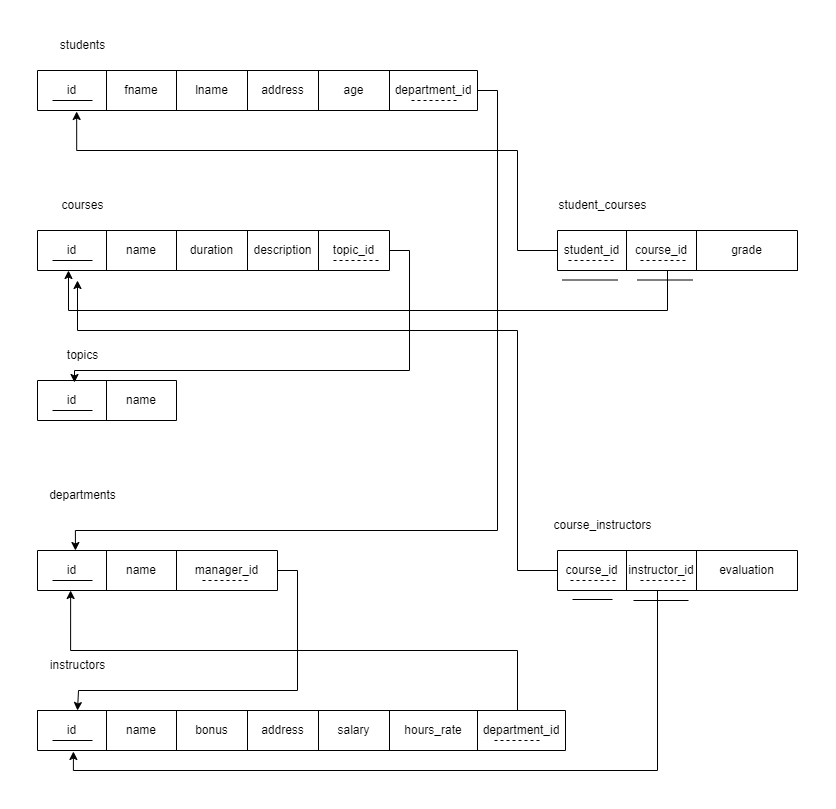 students
id fname lname address age department_id
courses
id name duration description topic_id
student_courses
student_id course_id grade
topics
id name
departments
id name manager_id
course_instructors
course_id instructor_id evaluation
instructors
id name bonus address salary hours_rate department_id